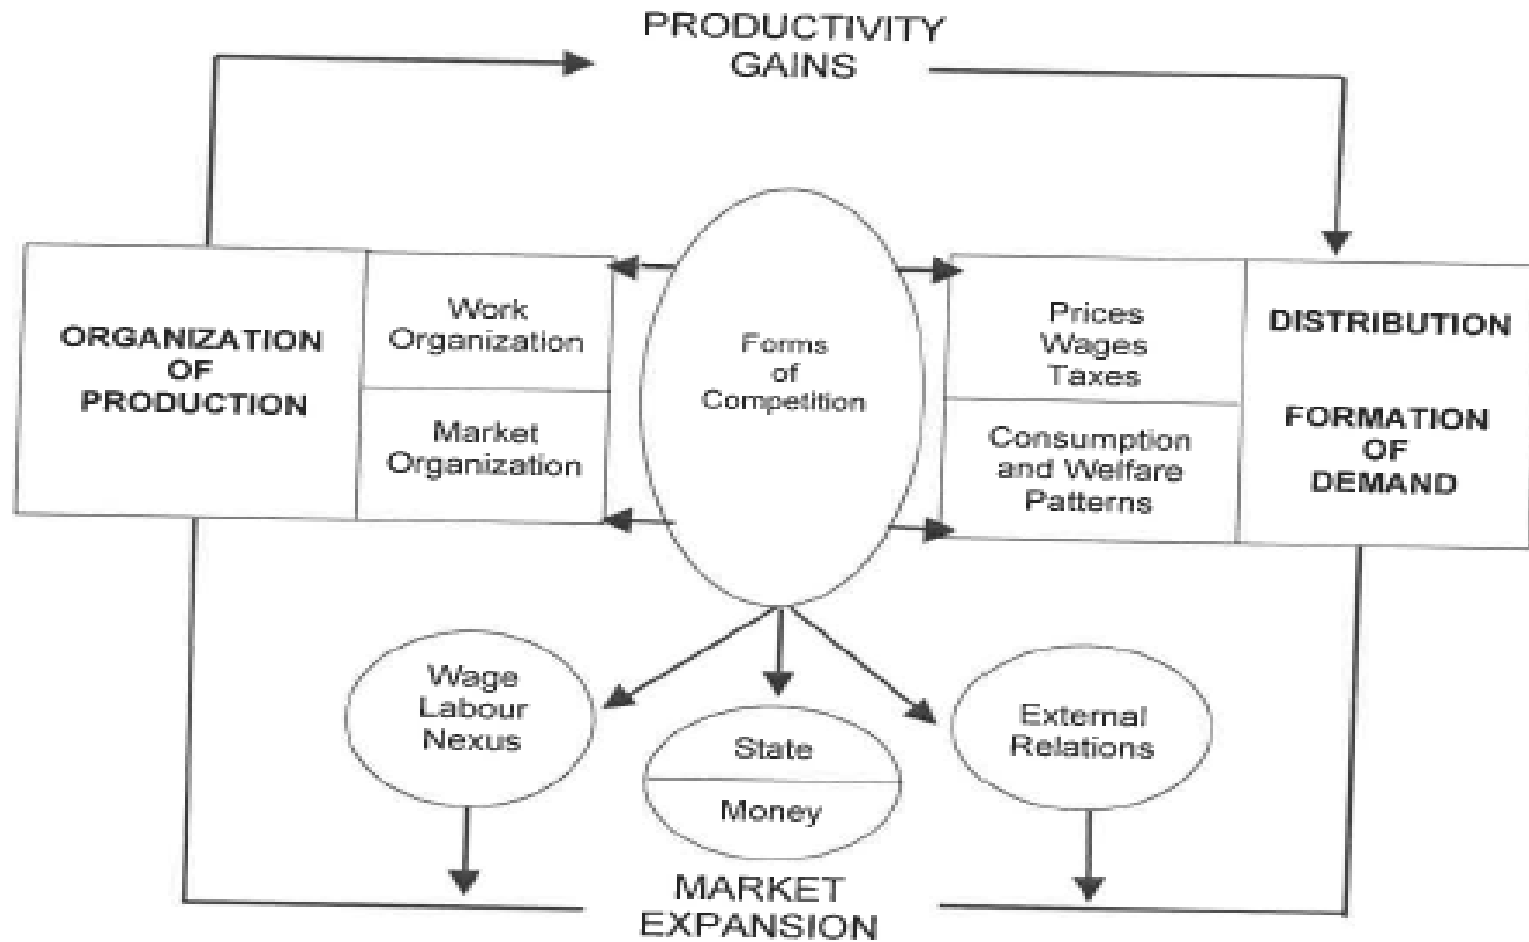 PRODUCTIVITY
GAINS
ORGANIZATION
OF
PRODUCTION
Work
Organization
Market
Organization
Forms
of
Competition
Prices
Wages
Taxes
Consumption
and Welfare
Patterns
DISTRIBUTION
FORMATION
OF
DEMAND
Wage
Labour
Nexus
State
Money
External
Relations
MARKET
EXPANSION